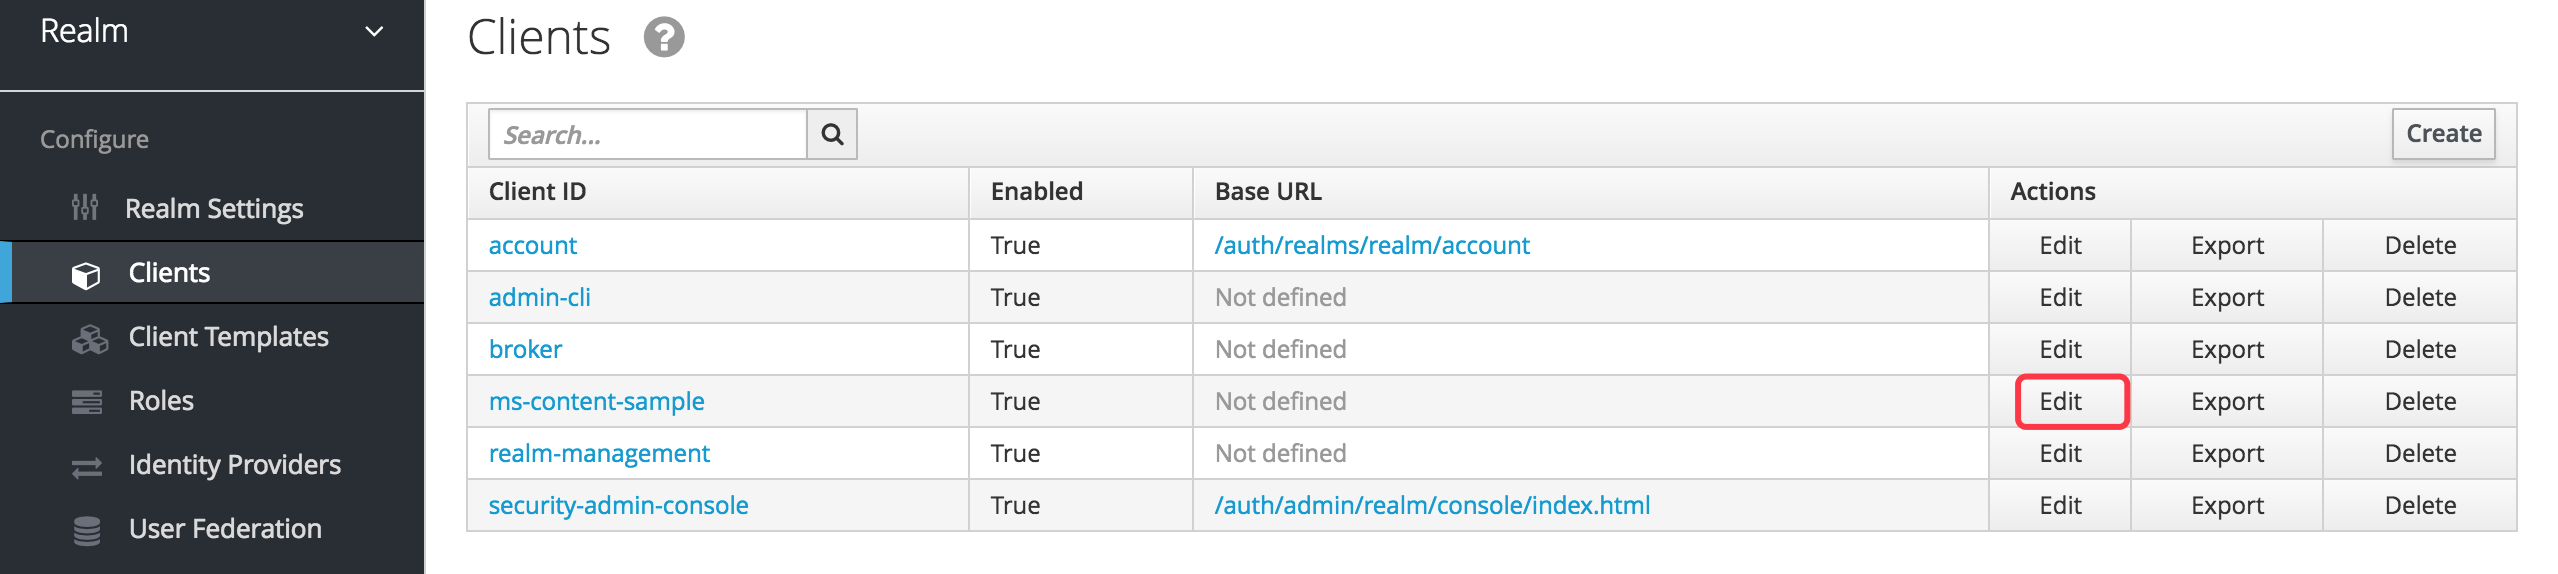 Realm
Configure
Realm Settings
Clients
Client Templates
Roles
Identity Providers
User Federation
Clients ?
Search...
Create
Client ID Enabled Base URL Actions
account True /auth/realms/realm/account Edit Export Delete
admin-cli True Not defined Edit Export Delete
broker True Not defined Edit Export Delete
ms-content-sample True Not defined Edit Export Delete
realm-management True Not defined Edit Export Delete
security-admin-console True /auth/admin/realm/console/index.html Edit Export Delete